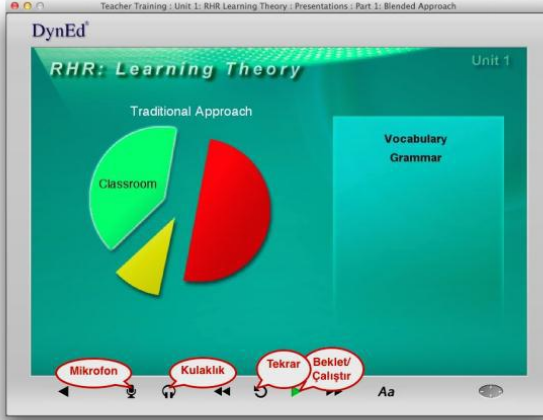 Teacher Training : Unit 1: RHR Learning Theory : Presentations : Part 1: Blended Approach
DynEd®
Unit 1
RHR: Learning Theory
Traditional Approach
Classroom
Vocabulary
Grammar
Mikrofon
Kulaklık
Tekrar
Beklet/
Çalıştır
Aa